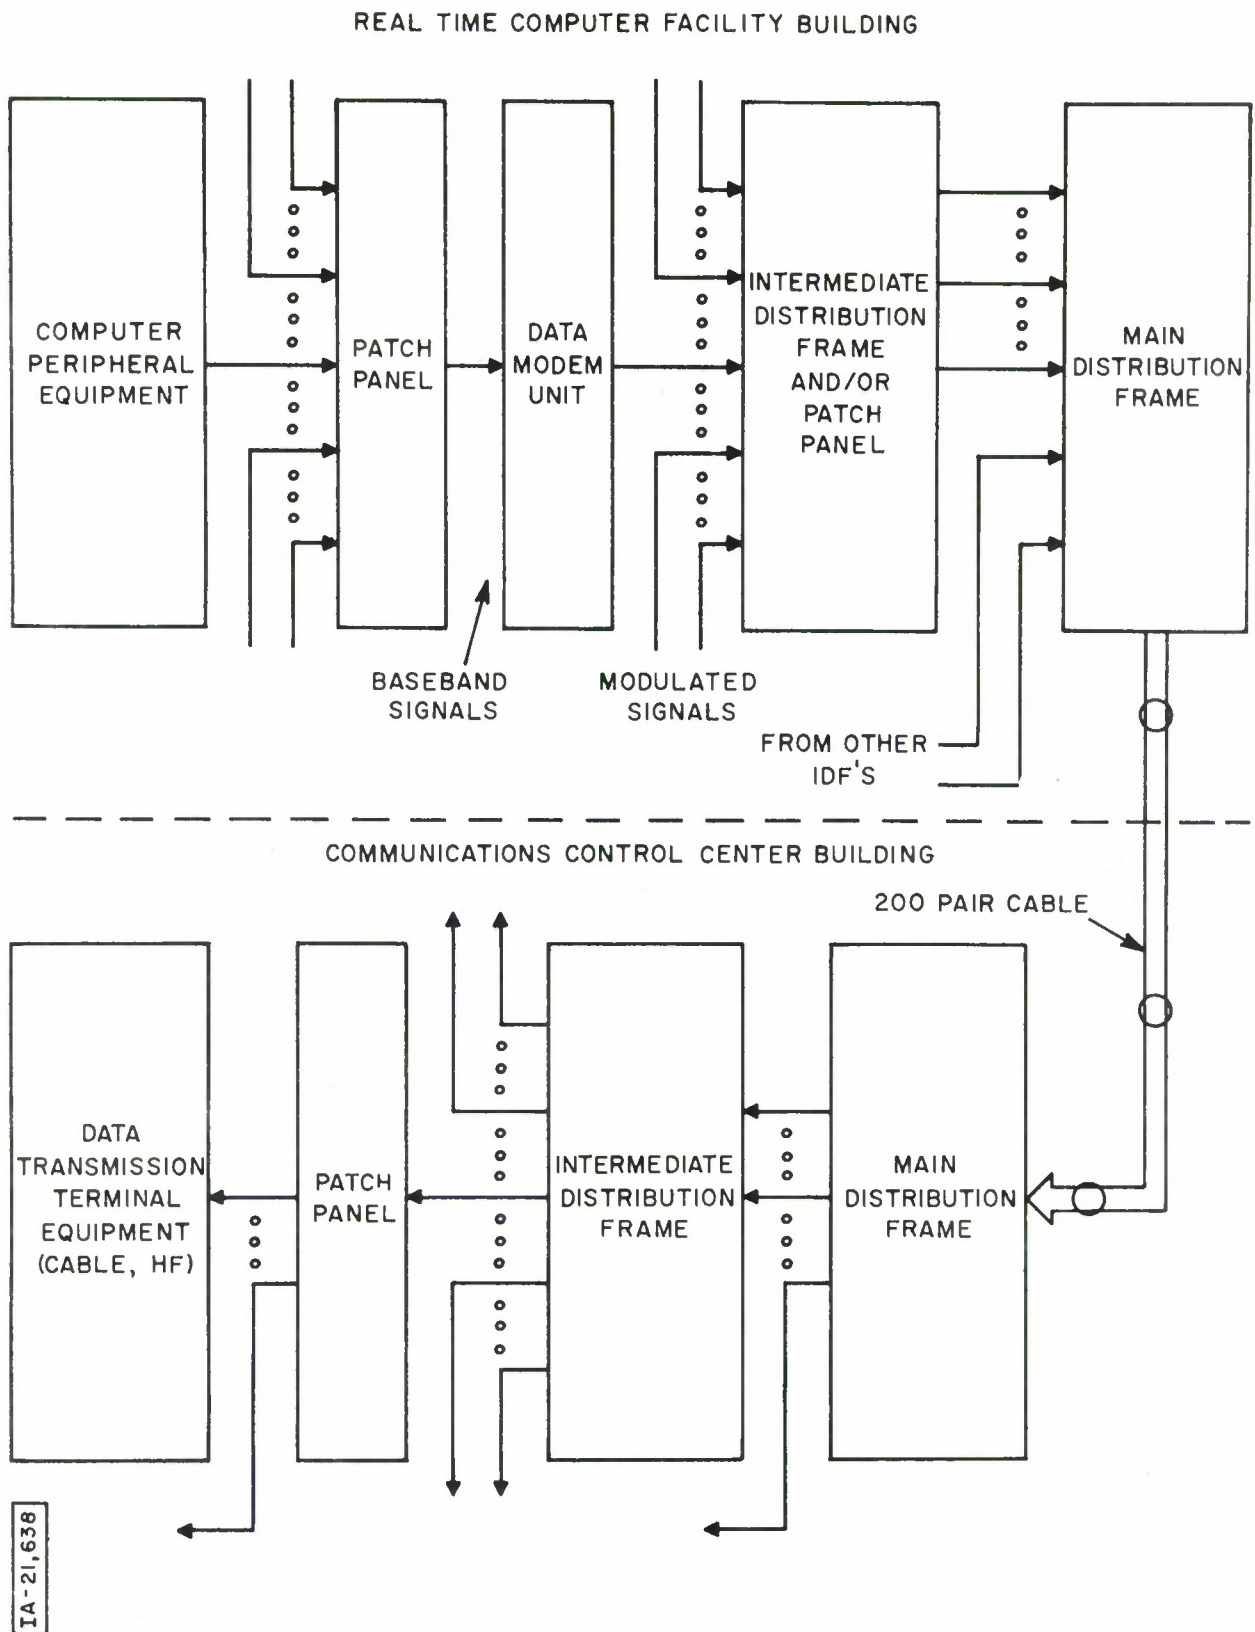 REAL TIME COMPUTER FACILITY BUILDING
COMPUTER
PERIPHERAL
EQUIPMENT
PATCH
PANEL
DATA
MODEM
UNIT
INTERMEDIATE
DISTRIBUTION
FRAME
AND/OR
PATCH
PANEL
MAIN
DISTRIBUTION
FRAME
BASEBAND
SIGNALS
MODULATED
SIGNALS
FROM OTHER
IDF'S
COMMUNICATIONS CONTROL CENTER BUILDING
200 PAIR CABLE
DATA
TRANSMISSION
TERMINAL
EQUIPMENT
(CABLE, HF)
PATCH
PANEL
INTERMEDIATE
DISTRIBUTION
FRAME
MAIN
DISTRIBUTION
FRAME
IA-21,638